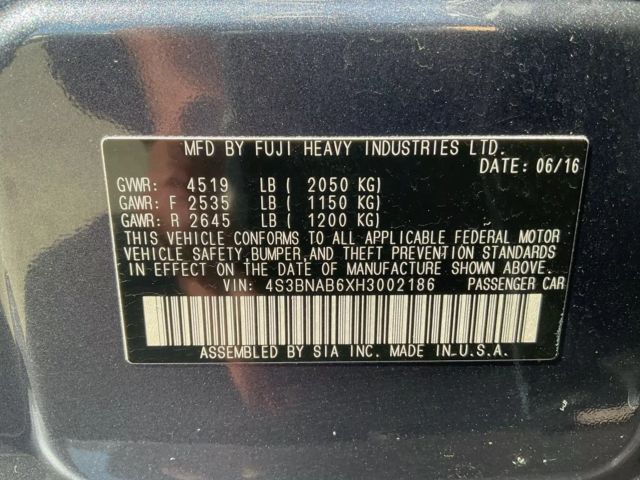 MFD BY FUJI HEAVY INDUSTRIES LTD.
DATE: 06/16
GVWR: 4519 LB ( 2050 KG)
GAWR: F 2535 LB ( 1150 KG)
GAWR: R 2645 LB ( 1200 KG)
THIS VEHICLE CONFORMS TO ALL APPLICABLE FEDERAL MOTOR
VEHICLE SAFETY,BUMPER,AND THEFT PREVENTION STANDARDS
IN EFFECT ON THE DATE OF MANUFACTURE SHOWN ABOVE.
VIN: 4S3BNAB6XH3002186 PASSENGER CAR
ASSEMBLED BY SIA INC. MADE IN U.S.A.